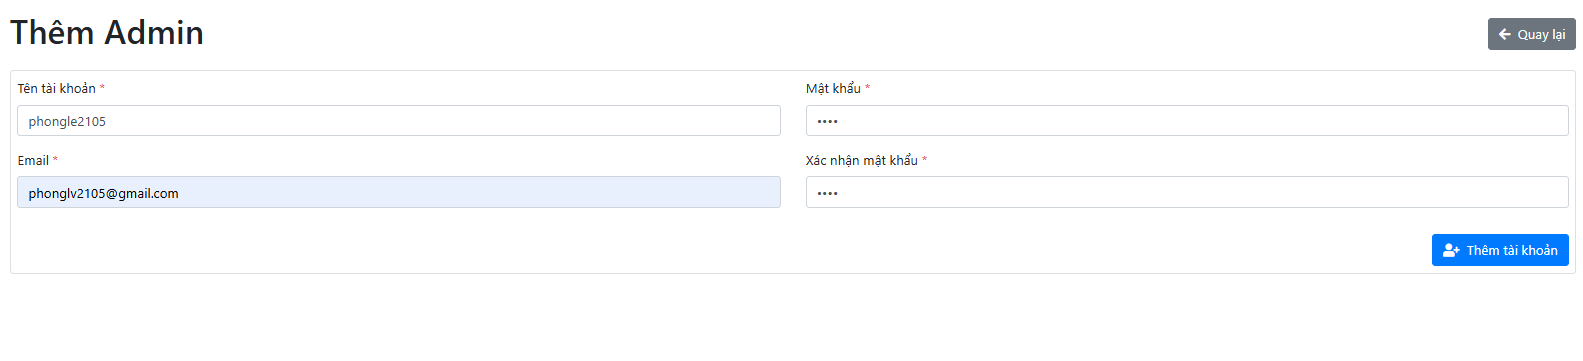 Thêm Admin
Quay lại
Tên tài khoản *
phongle2105
Mật khẩu *
••••
Email *
phonglv2105@gmail.com
Xác nhận mật khẩu *
••••
Thêm tài khoản